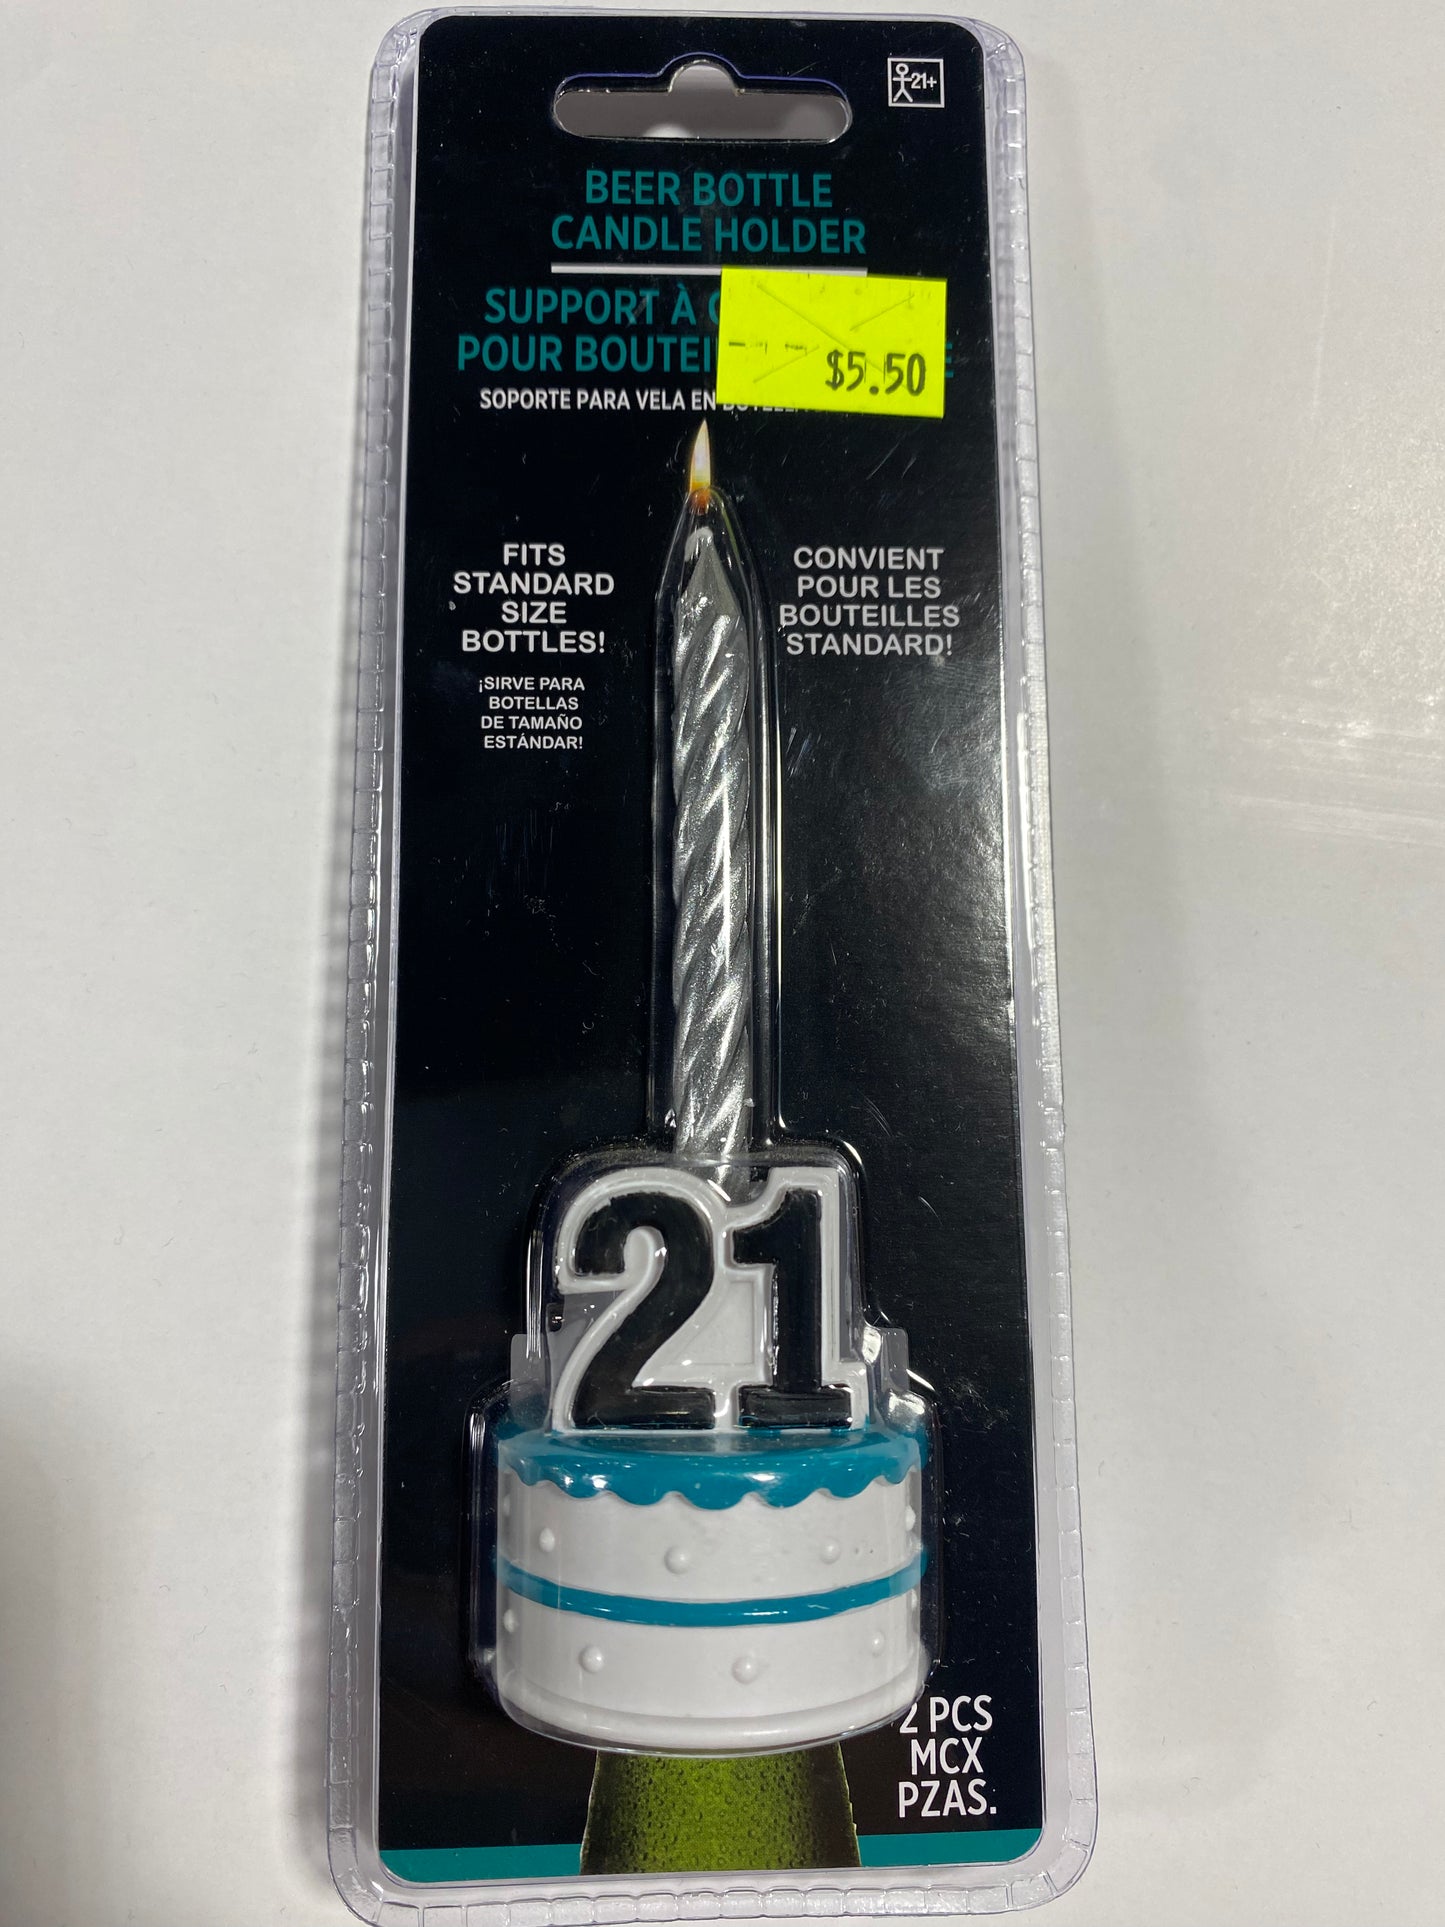 21+
BEER BOTTLE
CANDLE HOLDER
SUPPORT À
POUR
$5.50
SOPORTE PARA VELA EN
FITS
STANDARD
SIZE
BOTTLES!
¡SIRVE PARA
BOTELLAS
DE TAMAÑO
ESTÁNDAR!
CONVIENT
POUR LES
BOUTEILLES
STANDARD!
21
2 PCS
MCX
PZAS.